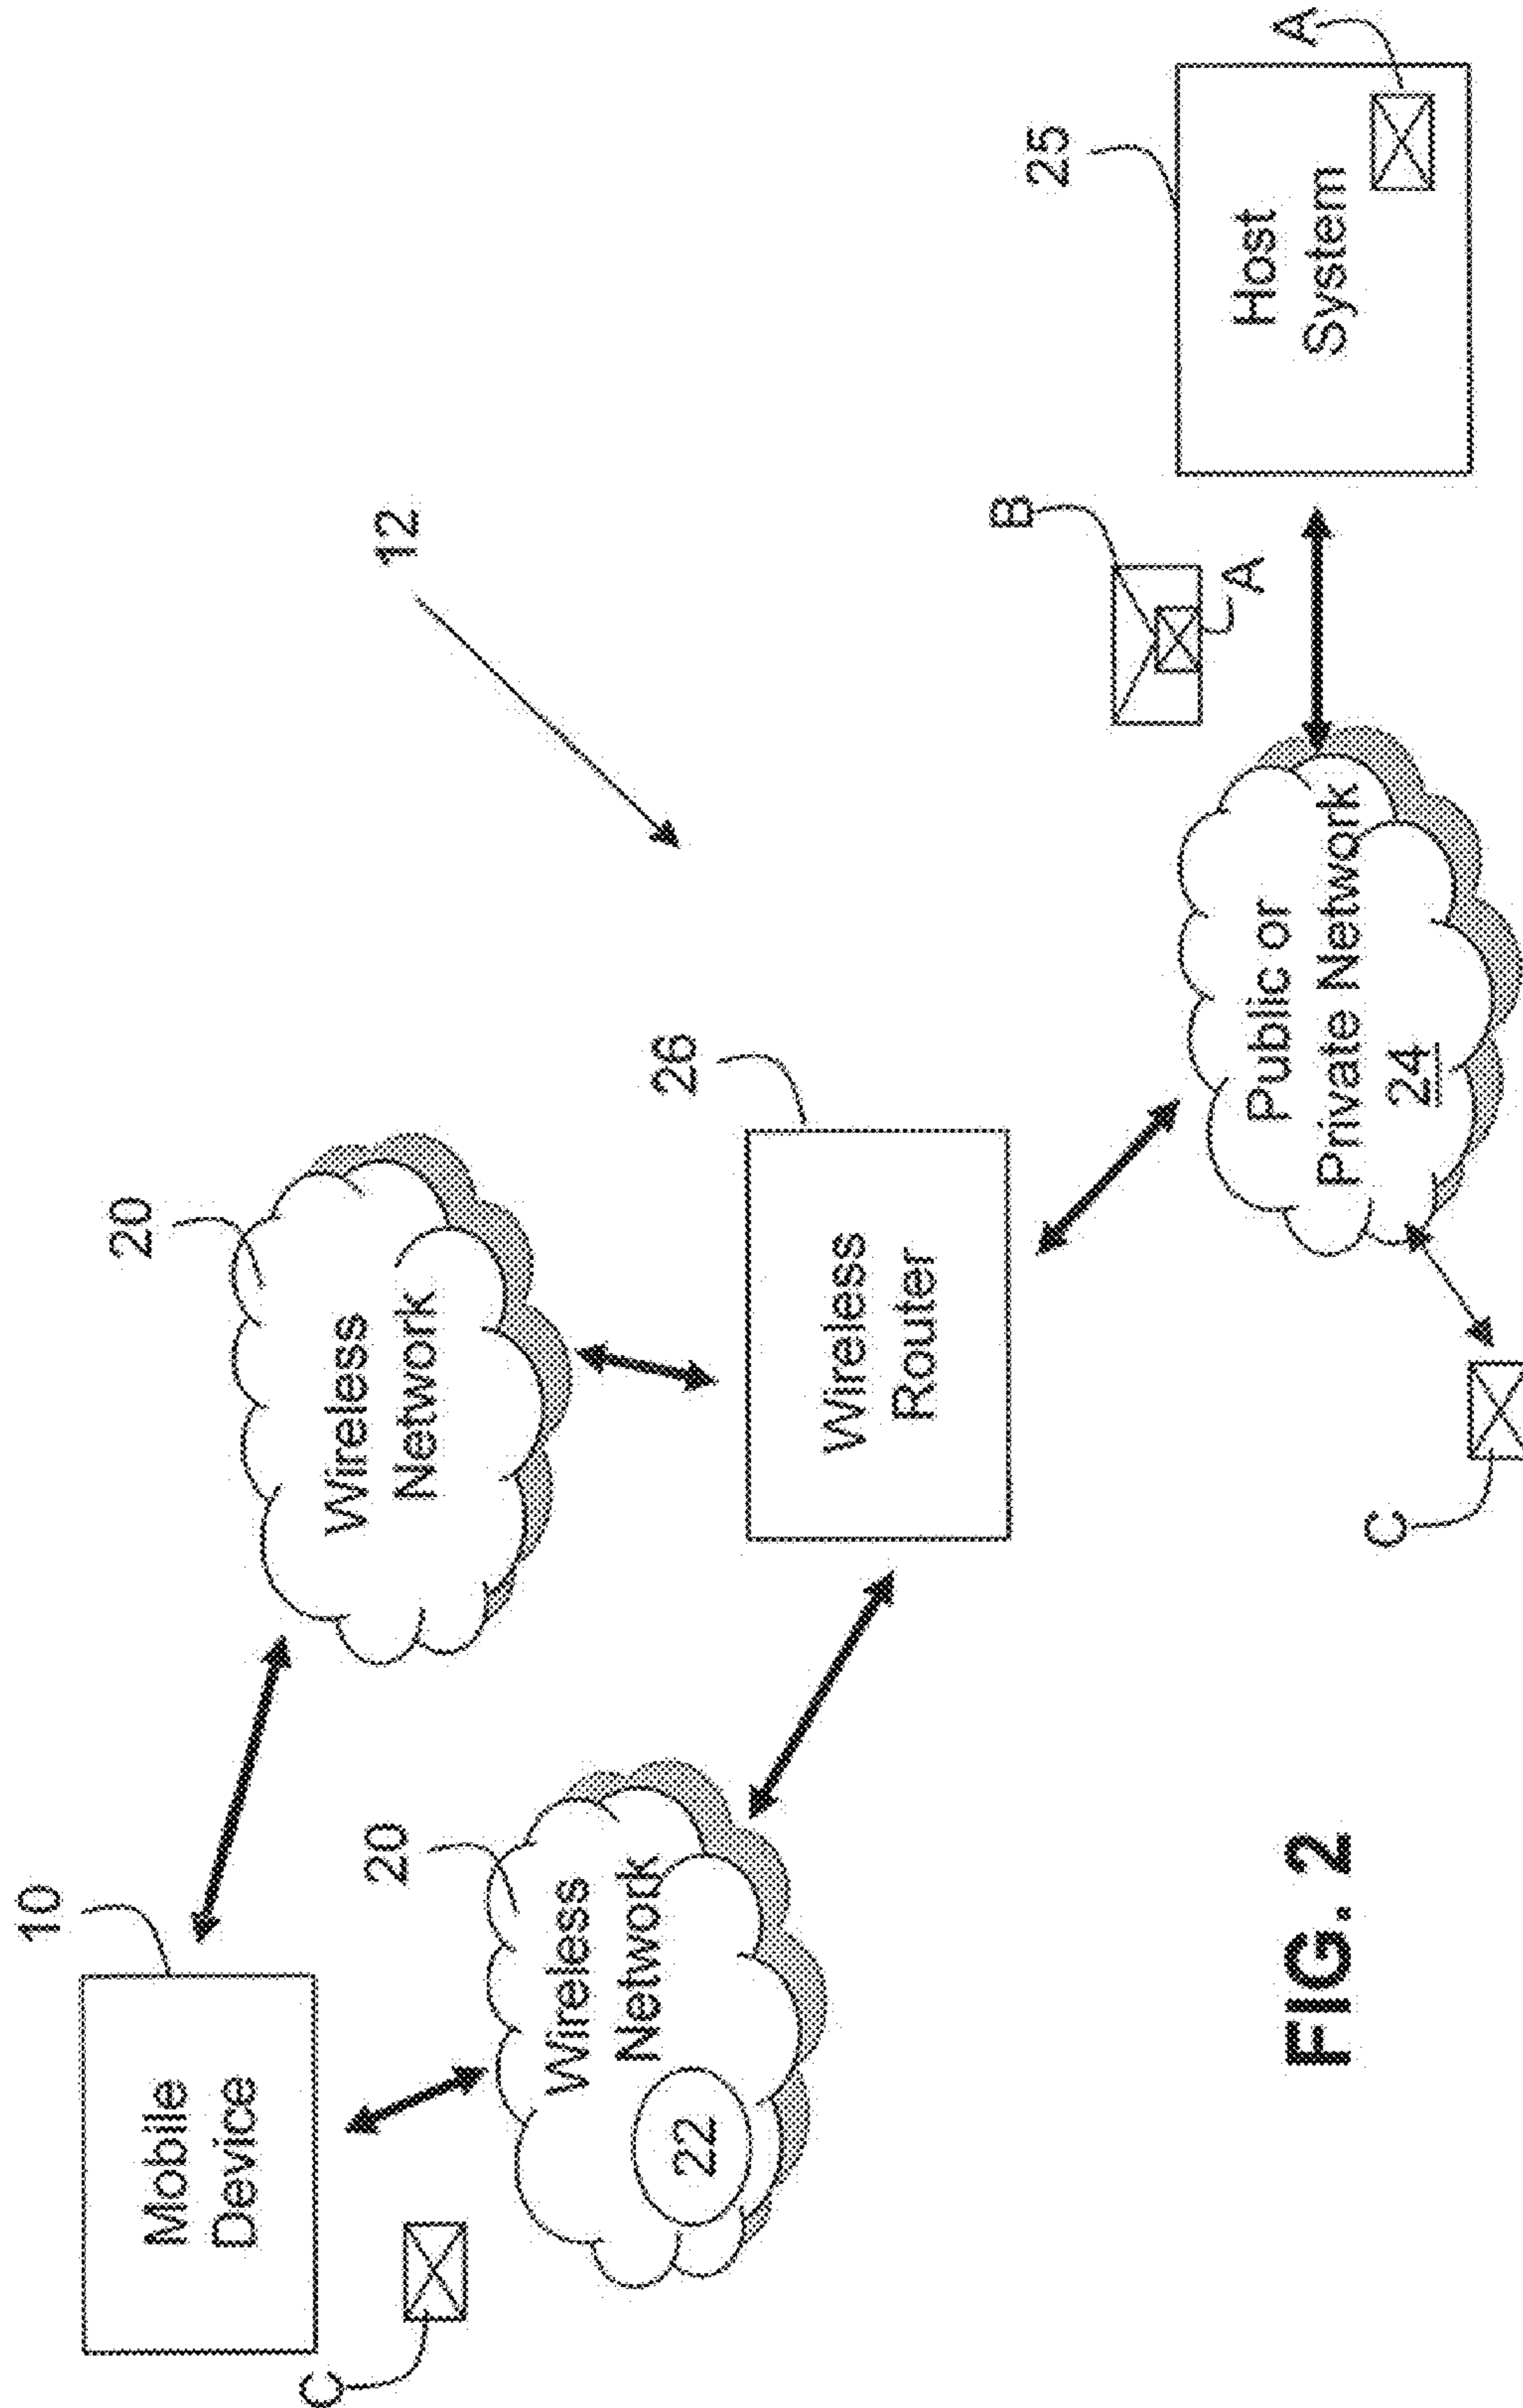 10
Mobile
Device
C
20
Wireless
Network
22
20
Wireless
Network
12
26
Wireless
Router
B
A
25
Host
System
A
Public or
Private Network
24
C
FIG. 2